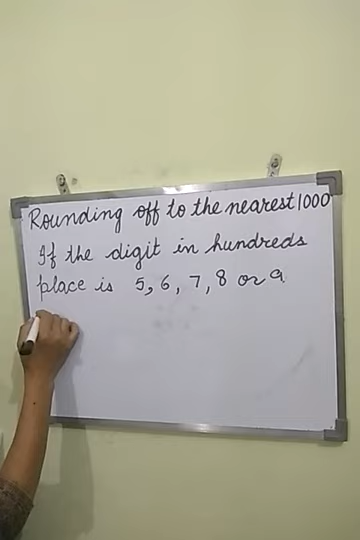 Rounding off to the nearest 1000
If the digit in hundreds
place is 5, 6, 7, 8 or 9